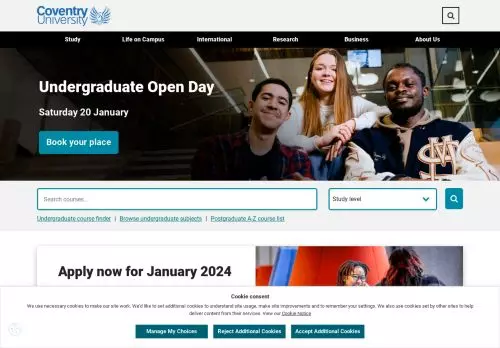 Coventry
University
Study
Life on Campus
International
Research
Business
About Us
Undergraduate Open Day
Saturday 20 January
Book your place
Search courses...
Study level
Undergraduate course finder | Browse undergraduate subjects | Postgraduate A-Z course list
Apply now for January 2024
Cookie consent
We use necessary cookies to make our site work. We'd like to set additional cookies to understand site usage, make site improvements and to remember your settings. We also use cookies set by other sites to help
deliver content from their services. View our Cookie Notice
Manage My Choices
Reject Additional Cookies
Accept Additional Cookies